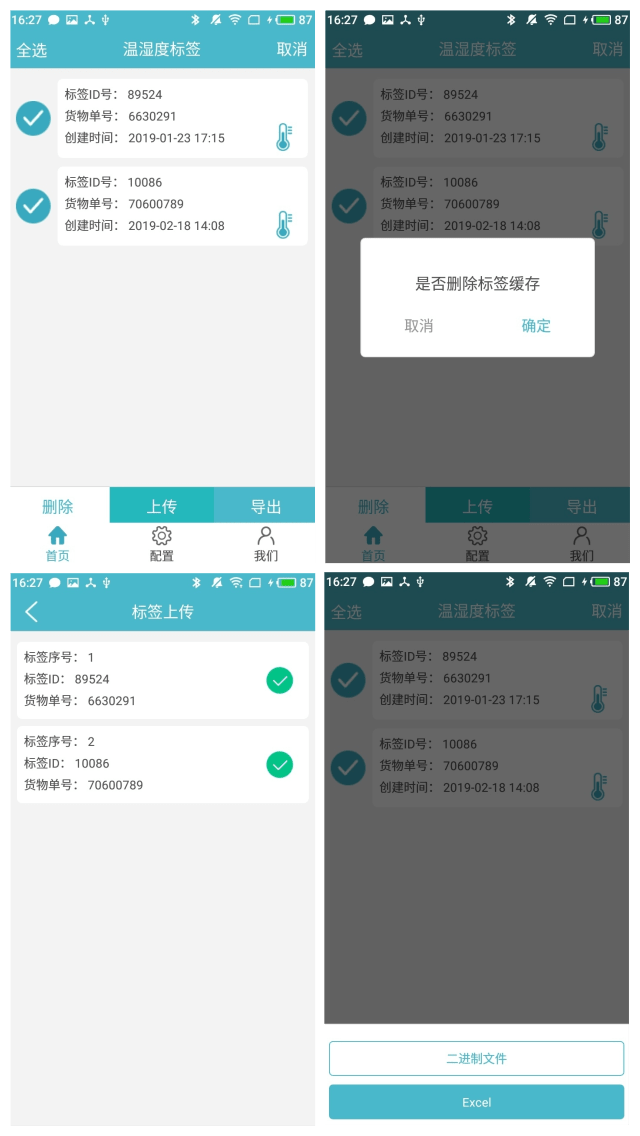 16:27
87
全选
温湿度标签
取消
标签ID号： 89524
货物单号： 6630291
创建时间： 2019-01-23 17:15
标签ID号： 10086
货物单号： 70600789
创建时间： 2019-02-18 14:08
删除
上传
导出
首页
配置
我们
16:27
87
全选
温湿度标签
取消
标签ID号： 89524
货物单号： 6630291
创建时间： 2019-01-23 17:15
标签ID号： 10086
货物单号： 70600789
创建时间： 2019-02-18 14:08
是否删除标签缓存
取消
确定
删除
上传
导出
首页
配置
我们
16:27
87
标签上传
标签序号： 1
标签ID： 89524
货物单号： 6630291
标签序号： 2
标签ID： 10086
货物单号： 70600789
16:27
87
全选
温湿度标签
取消
标签ID号： 89524
货物单号： 6630291
创建时间： 2019-01-23 17:15
标签ID号： 10086
货物单号： 70600789
创建时间： 2019-02-18 14:08
二进制文件
Excel